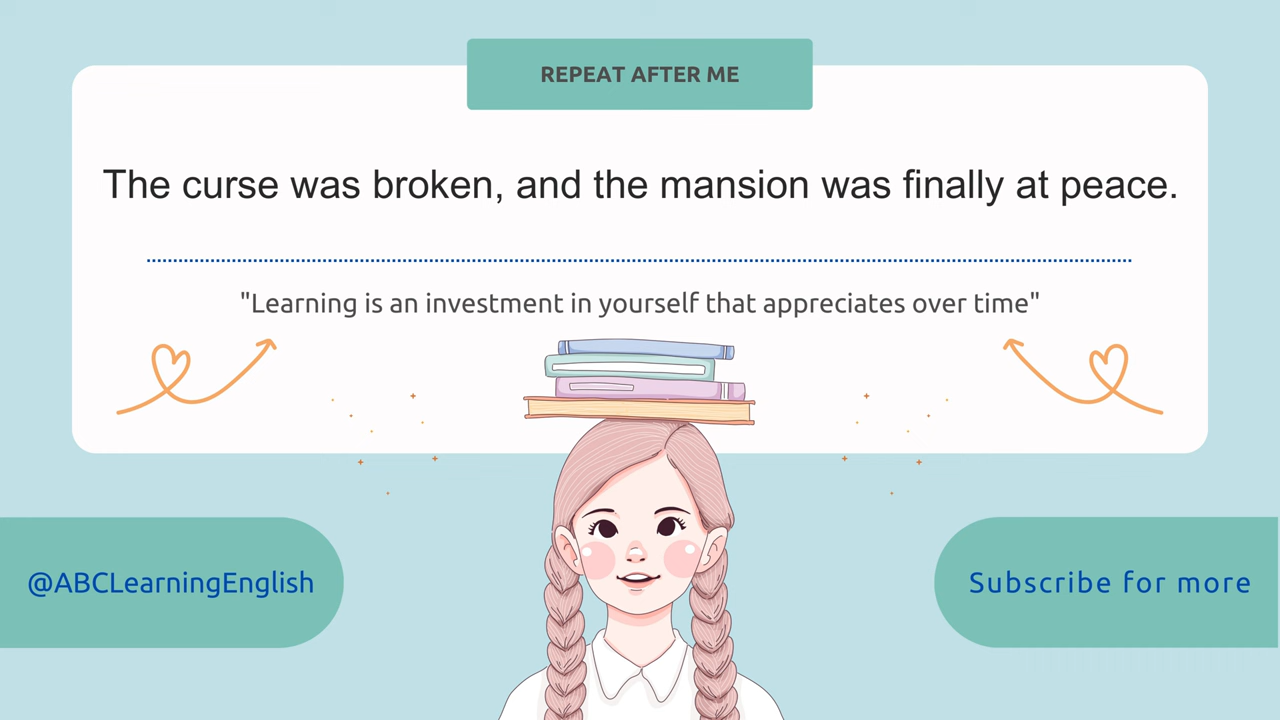 REPEAT AFTER ME
The curse was broken, and the mansion was finally at peace.
"Learning is an investment in yourself that appreciates over time"
@ABCLearningEnglish
Subscribe for more